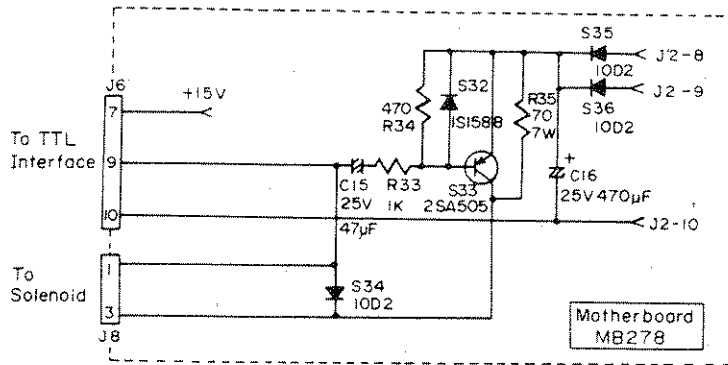 S35
J2-8
10D2
J6
S32
+15V
7
470
R34
1S1588
R35
70
7W
J2-9
S36
10D2
To TTL
Interface
9
C15
25V
47µF
R33
1K
S33
2SA505
+
C16
25V 470µF
10
J2-10
To
Solenoid
1
S34
10D2
3
J8
Motherboard
MB278